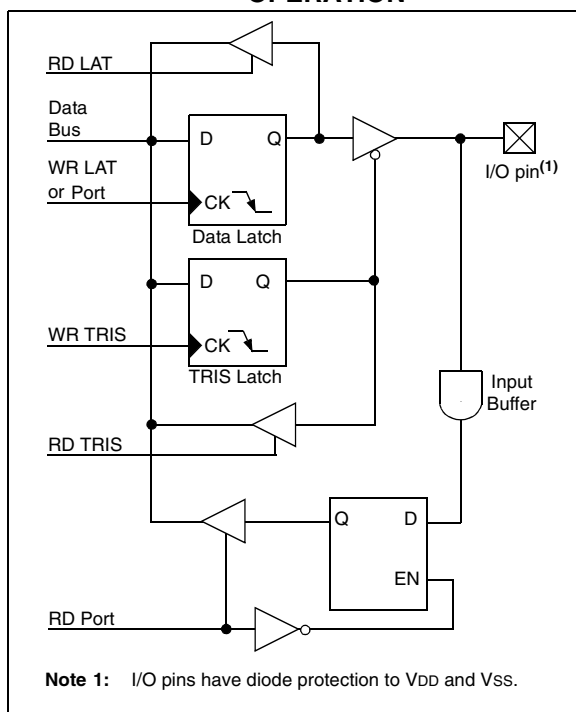 OPERATION
RD LAT
Data
Bus
D Q
WR LAT
or Port
CK
Data Latch
I/O pin(1)
D Q
WR TRIS
CK
TRIS Latch
Input
Buffer
RD TRIS
Q D
EN
RD Port
Note 1: I/O pins have diode protection to VDD and VSS.